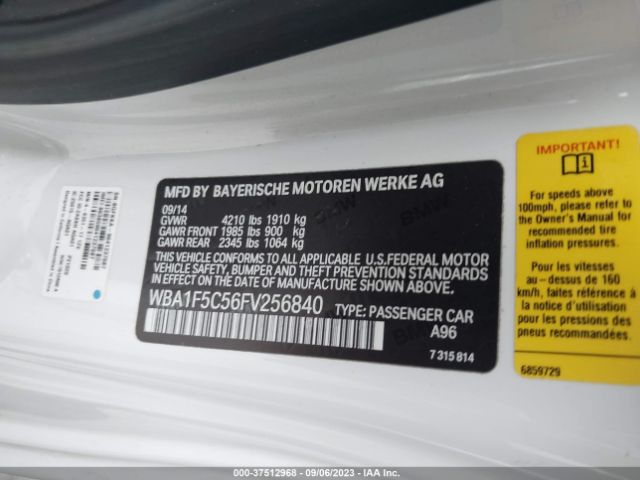 MFD BY BAYERISCHE MOTOREN WERKE AG
09/14
GVWR 4210 lbs 1910 kg
GAWR FRONT 1985 lbs 900 kg
GAWR REAR 2345 lbs 1064 kg
THIS VEHICLE CONFORMS TO ALL APPLICABLE U.S.FEDERAL MOTOR
VEHICLE SAFETY, BUMPER, AND THEFT PREVENTION STANDARDS
IN EFFECT ON THE DATE OF MANUFACTURE SHOWN ABOVE.
WBA1F5C56FV256840 TYPE: PASSENGER CAR
A96
7 315 814
IMPORTANT!
For speeds above
100mph, please refer to
the Owner's Manual for
recommended tire
inflation pressures.
Pour les vitesses
au-dessus de 160
km/h, référez-vous à
la notice d'utilisation
pour les pressions de
pneus recommandées.
6859729
000-37512968 - 09/06/2023 - IAA Inc.